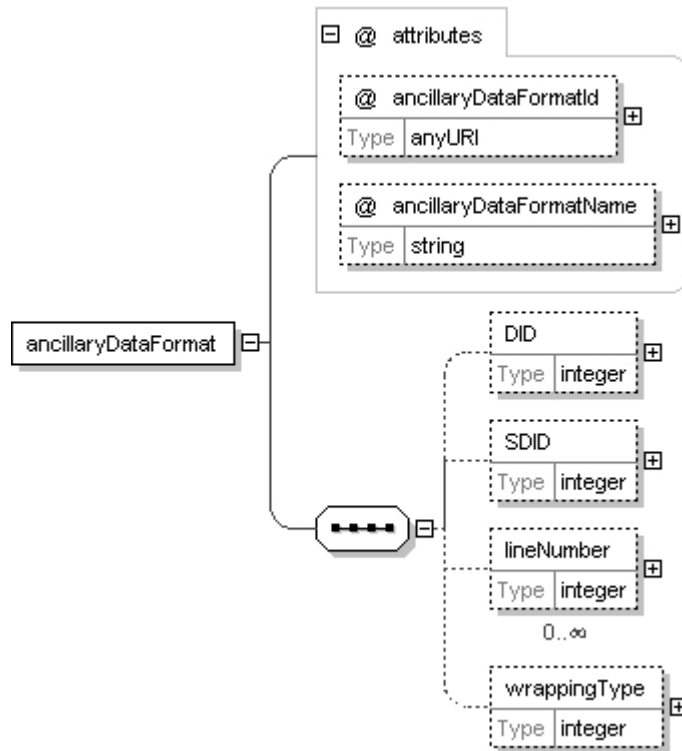 @ attributes
@ ancillaryDataFormatId
Type anyURI
@ ancillaryDataFormatName
Type string
ancillaryDataFormat
DID
Type integer
SDID
Type integer
lineNumber
Type integer
0..∞
wrappingType
Type integer